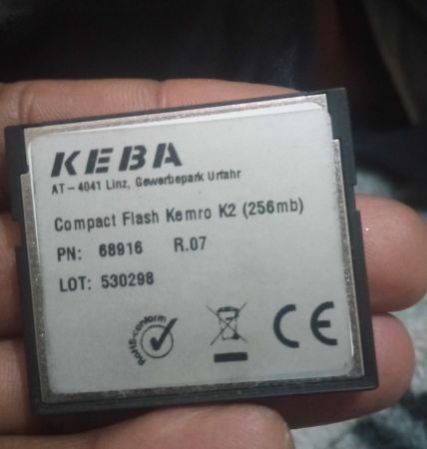 KEBA
AT-4041 Linz, Gewerbepark Urfahr
Compact Flash Kemro K2 (256mb)
PN: 68916 R.07
LOT: 530298
RoHS-conform
CE